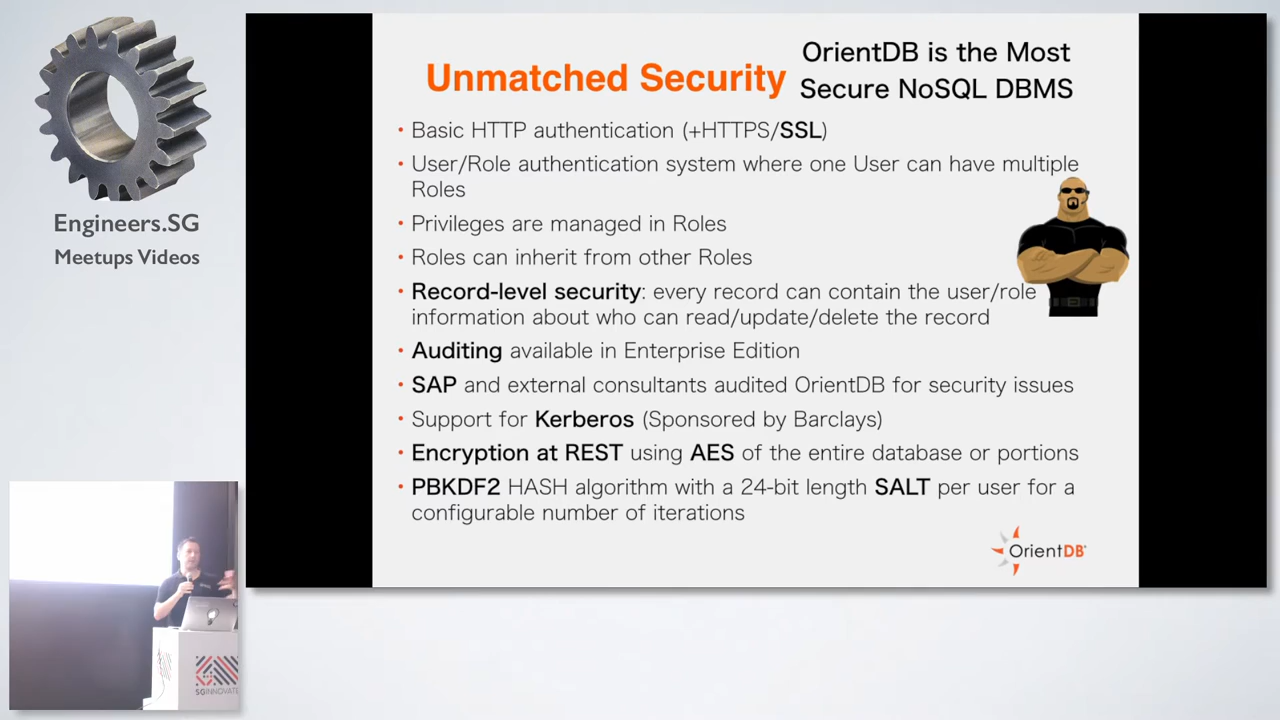 Unmatched Security
OrientDB is the Most
Secure NoSQL DBMS
• Basic HTTP authentication (+HTTPS/SSL)
• User/Role authentication system where one User can have multiple
Roles
• Privileges are managed in Roles
• Roles can inherit from other Roles
• Record-level security: every record can contain the user/role
information about who can read/update/delete the record
• Auditing available in Enterprise Edition
• SAP and external consultants audited OrientDB for security issues
• Support for Kerberos (Sponsored by Barclays)
• Encryption at REST using AES of the entire database or portions
• PBKDF2 HASH algorithm with a 24-bit length SALT per user for a
configurable number of iterations
OrientDB
Engineers.SG
Meetups Videos
SGINNOVATE